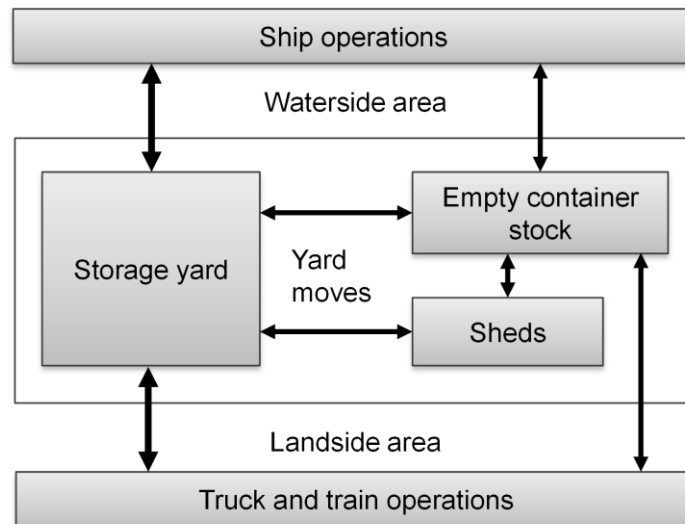 Ship operations
Waterside area
Empty container
stock
Storage yard
Yard
moves
Sheds
Landside area
Truck and train operations